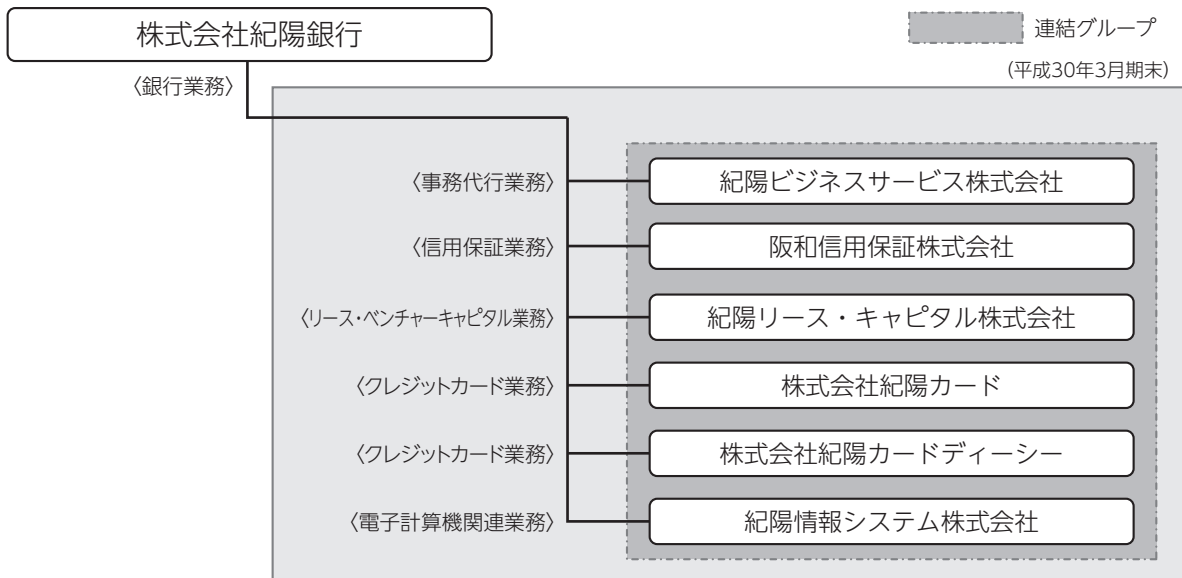 株式会社紀陽銀行
連結グループ
(平成30年3月期末)
〈銀行業務〉
〈事務代行業務〉
紀陽ビジネスサービス株式会社
〈信用保証業務〉
阪和信用保証株式会社
〈リース・ベンチャーキャピタル業務〉
紀陽リース・キャピタル株式会社
〈クレジットカード業務〉
株式会社紀陽カード
〈クレジットカード業務〉
株式会社紀陽カードディーシー
〈電子計算機関連業務〉
紀陽情報システム株式会社